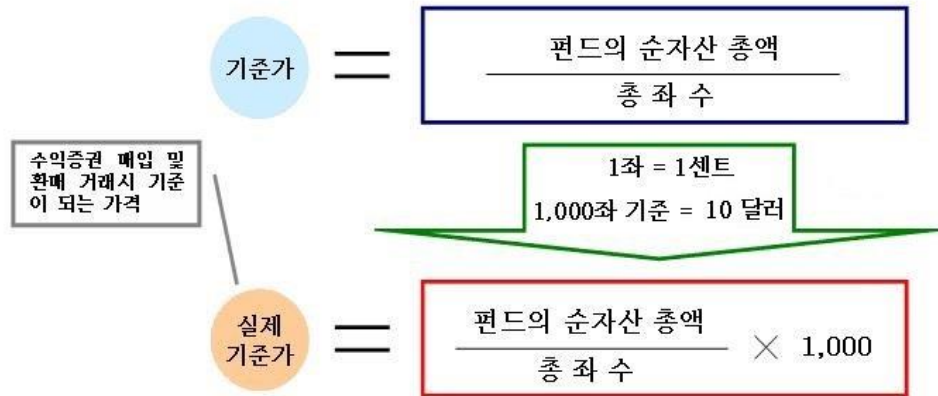 기준가
=
펀드의 순자산 총액
총 좌 수
수익증권 매입 및
환매 거래시 기준
이 되는 가격
1좌 = 1센트
1,000좌 기준 = 10 달러
실제
기준가
=
펀드의 순자산 총액
총 좌 수
× 1,000